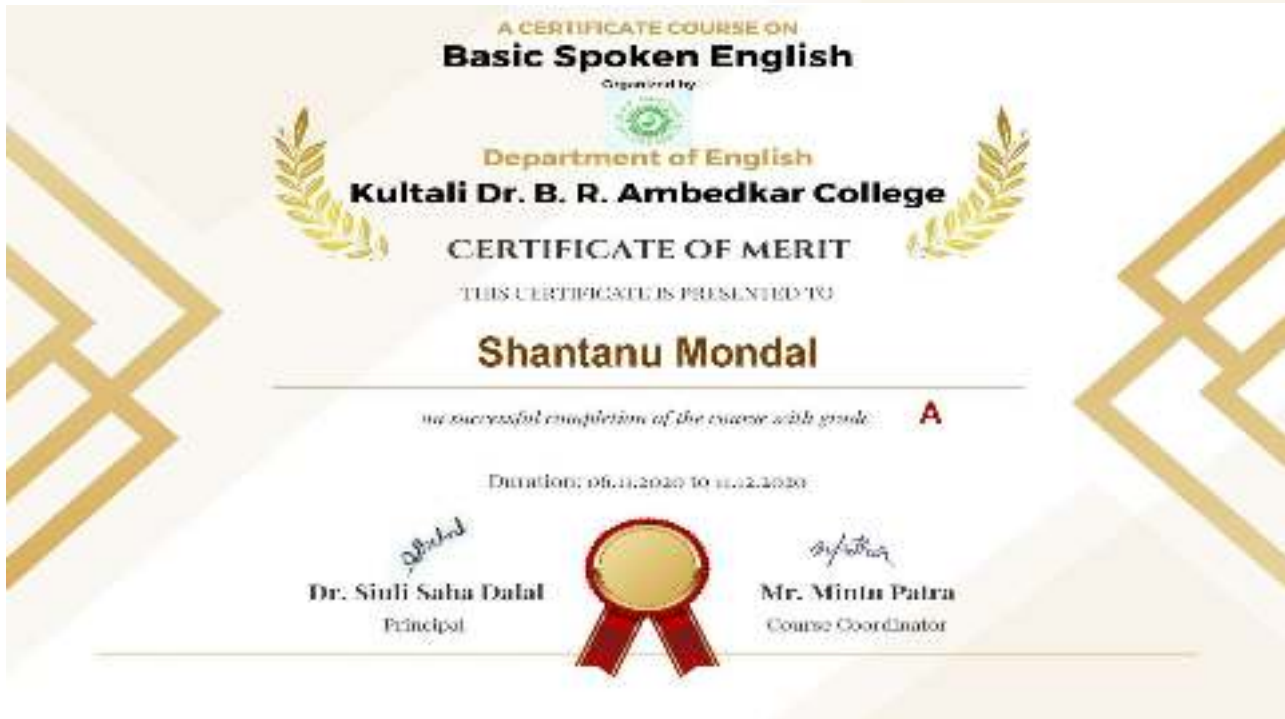 A CERTIFICATE COURSE ON
Basic Spoken English
Organized by
Department of English
Kultali Dr. B. R. Ambedkar College
CERTIFICATE OF MERIT
THIS CERTIFICATE IS PRESENTED TO
Shantanu Mondal
on successful completion of the course with grade A
Duration: 06.11.2020 to 11.12.2020
Dr. Siuli Saha Dalal
Mr. Mintu Patra
Principal
Course Coordinator